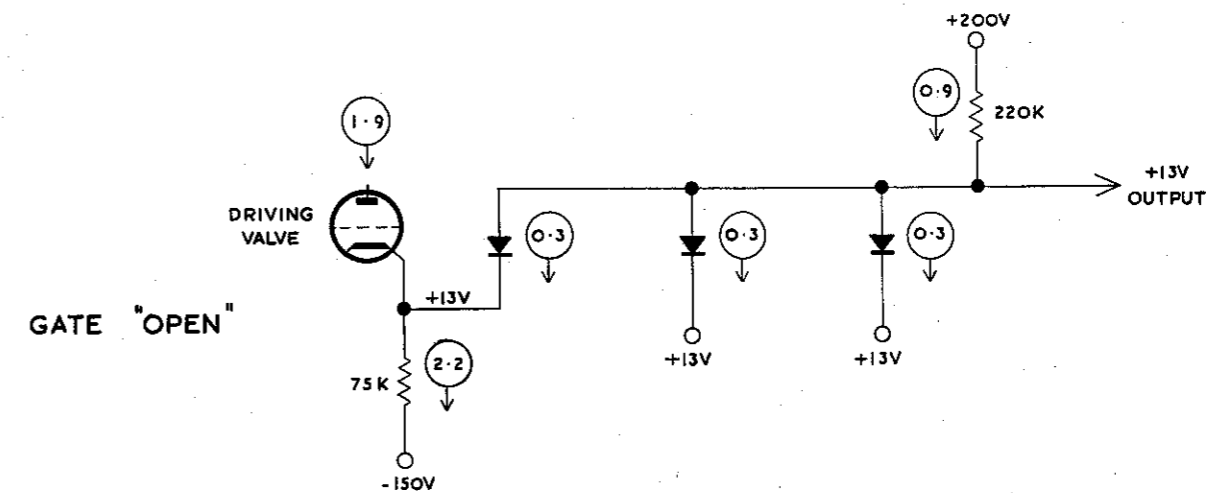 +200V
0·9
220K
1·9
+13V
OUTPUT
DRIVING
VALVE
0·3
0·3
0·3
+13V
GATE "OPEN"
+13V
+13V
75K
2·2
-150V